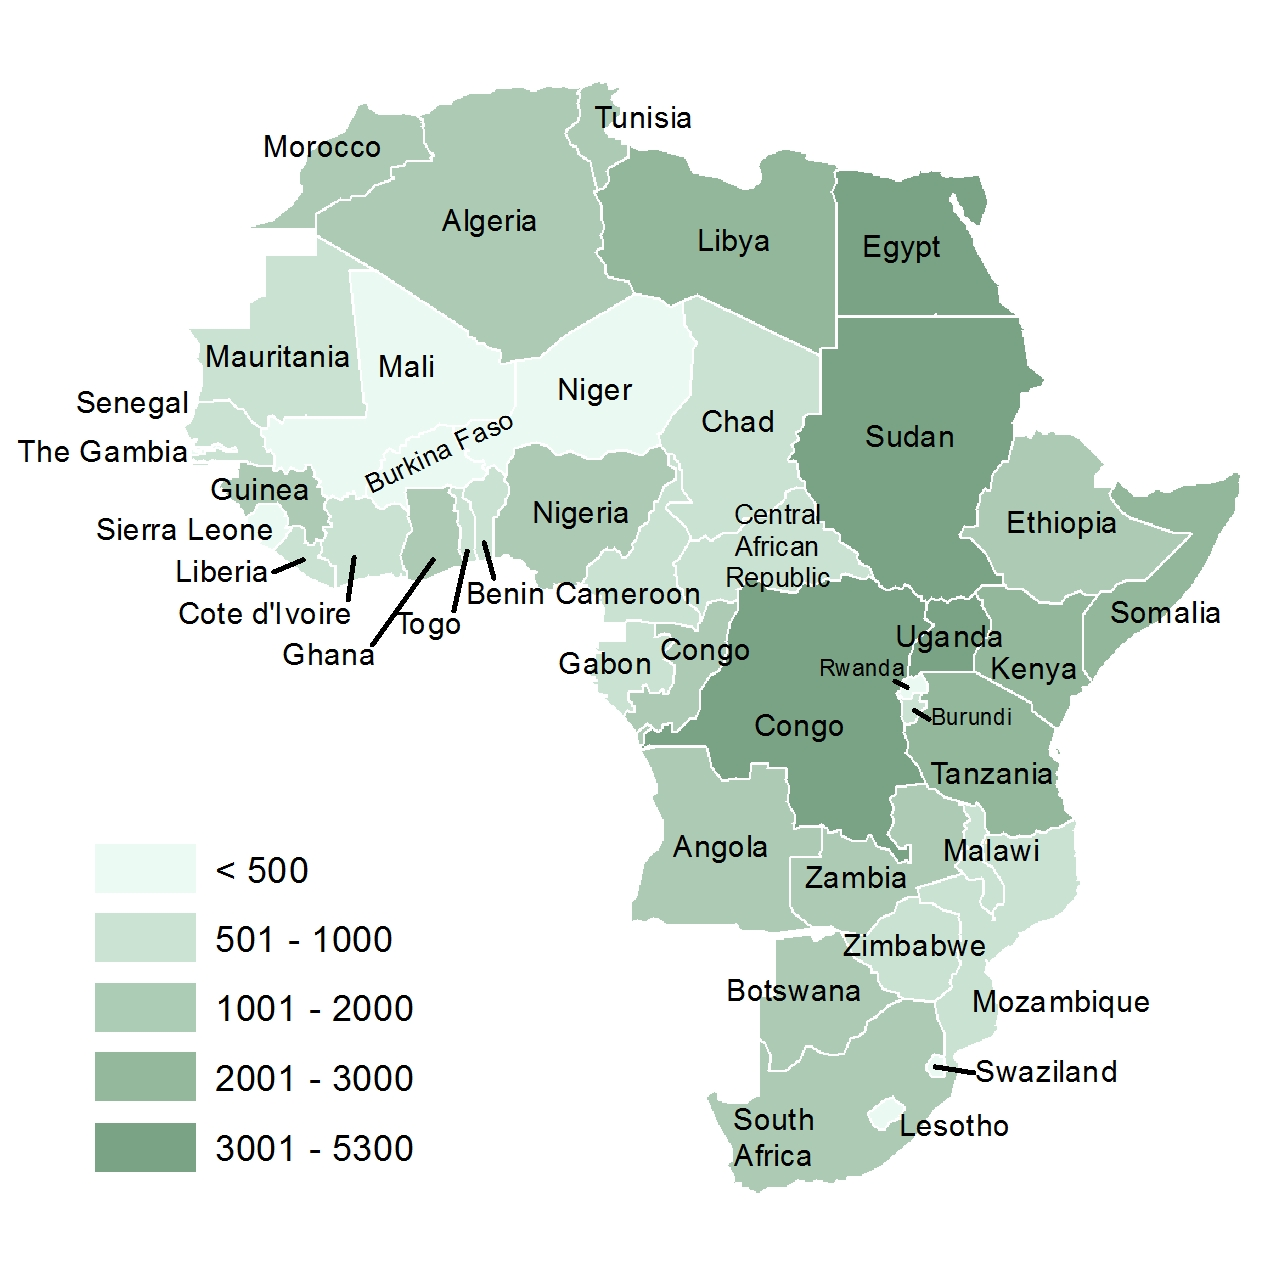 Tunisia
Morocco
Algeria
Libya
Egypt
Mauritania
Mali
Niger
Senegal
Chad
Sudan
The Gambia
Burkina Faso
Guinea
Nigeria
Central
African
Republic
Ethiopia
Sierra Leone
Liberia
Cote d'Ivoire
Ghana
Togo
Benin
Cameroon
Somalia
Uganda
Gabon
Congo
Rwanda
Kenya
Burundi
Congo
Tanzania
Angola
Malawi
Zambia
Zimbabwe
Botswana
Mozambique
Swaziland
South
Africa
Lesotho
< 500
501 - 1000
1001 - 2000
2001 - 3000
3001 - 5300